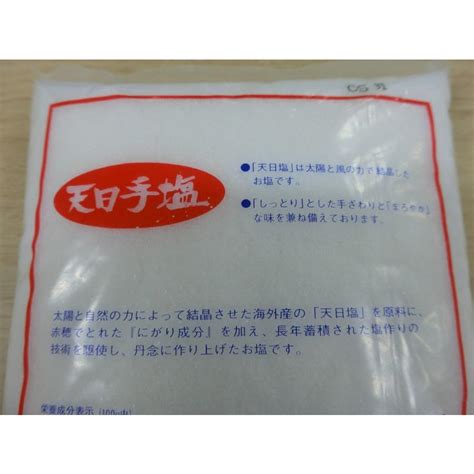 天日手塩
●「天日塩」は太陽と風の力で結晶した
お塩です。
●「しっとり」とした手ざわりと「まろやか」
な味を兼ね備えております。
太陽と自然の力によって結晶させた海外産の「天日塩」を原料に、
赤穂でとれた『にがり成分』を加え、長年蓄積された塩作りの
技術を駆使し、丹念に作り上げたお塩です。
栄養成分表示（100g中）